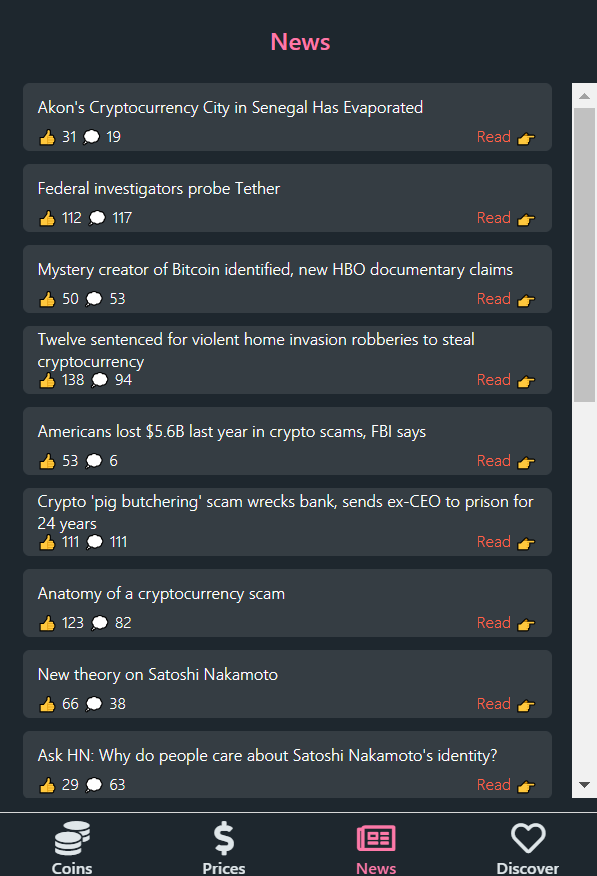 News
Akon's Cryptocurrency City in Senegal Has Evaporated
👍 31 💬 19 Read 👉
Federal investigators probe Tether
👍 112 💬 117 Read 👉
Mystery creator of Bitcoin identified, new HBO documentary claims
👍 50 💬 53 Read 👉
Twelve sentenced for violent home invasion robberies to steal
cryptocurrency
👍 138 💬 94 Read 👉
Americans lost $5.6B last year in crypto scams, FBI says
👍 53 💬 6 Read 👉
Crypto 'pig butchering' scam wrecks bank, sends ex-CEO to prison for
24 years
👍 111 💬 111 Read 👉
Anatomy of a cryptocurrency scam
👍 123 💬 82 Read 👉
New theory on Satoshi Nakamoto
👍 66 💬 38 Read 👉
Ask HN: Why do people care about Satoshi Nakamoto's identity?
👍 29 💬 63 Read 👉
Coins Prices News Discover